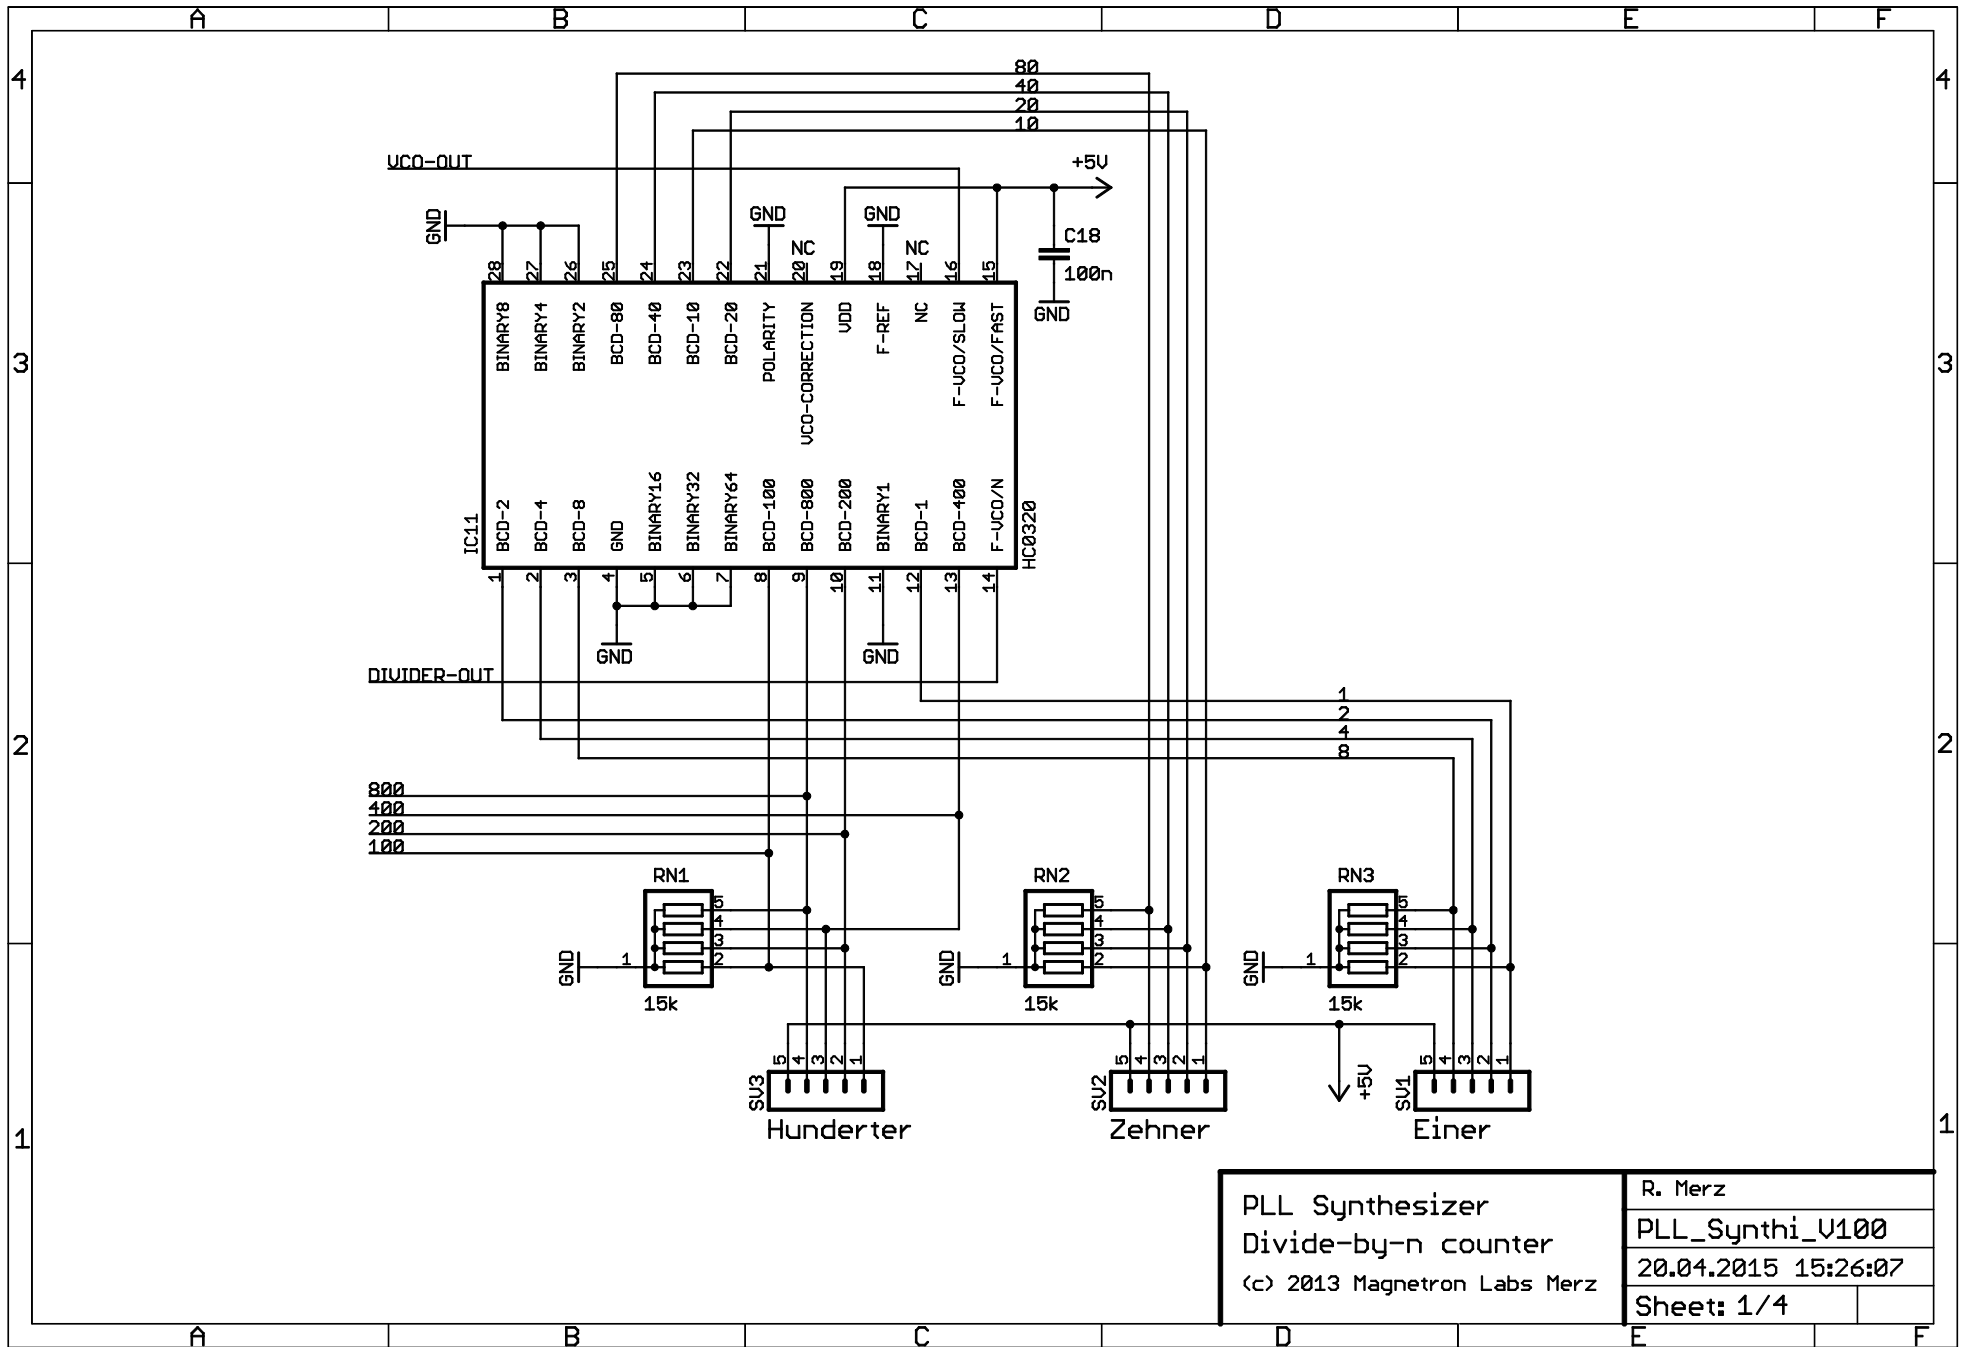 A B C D E F
4 4
80
40
20
10
VCO-OUT
+5V
GND
GND
GND
NC
NC
C18
100n
GND
28 27 26 25 24 23 22 21 20 19 18 17 16 15
BINARY8
BINARY4
BINARY2
BCD-80
BCD-40
BCD-10
BCD-20
POLARITY
VCO-CORRECTION
VDD
F-REF
NC
F-VCO/SLOW
F-VCO/FAST
3 3
IC11
BCD-2
BCD-4
BCD-8
GND
BINARY16
BINARY32
BINARY64
BCD-100
BCD-800
BCD-200
BINARY1
BCD-1
BCD-400
F-VCO/N
HC0320
1 2 3 4 5 6 7 8 9 10 11 12 13 14
GND
GND
DIVIDER-OUT
1
2
4
8
2 2
800
400
200
100
RN1
5
4
3
2
GND
1
15k
RN2
5
4
3
2
GND
1
15k
RN3
5
4
3
2
GND
1
15k
SV3
5 4 3 2 1
Hunderter
SV2
5 4 3 2 1
Zehner
+5V
SV1
5 4 3 2 1
Einer
1 1
PLL Synthesizer
Divide-by-n counter
(c) 2013 Magnetron Labs Merz
R. Merz
PLL_Synthi_V100
20.04.2015 15:26:07
Sheet: 1/4
A B C D E F